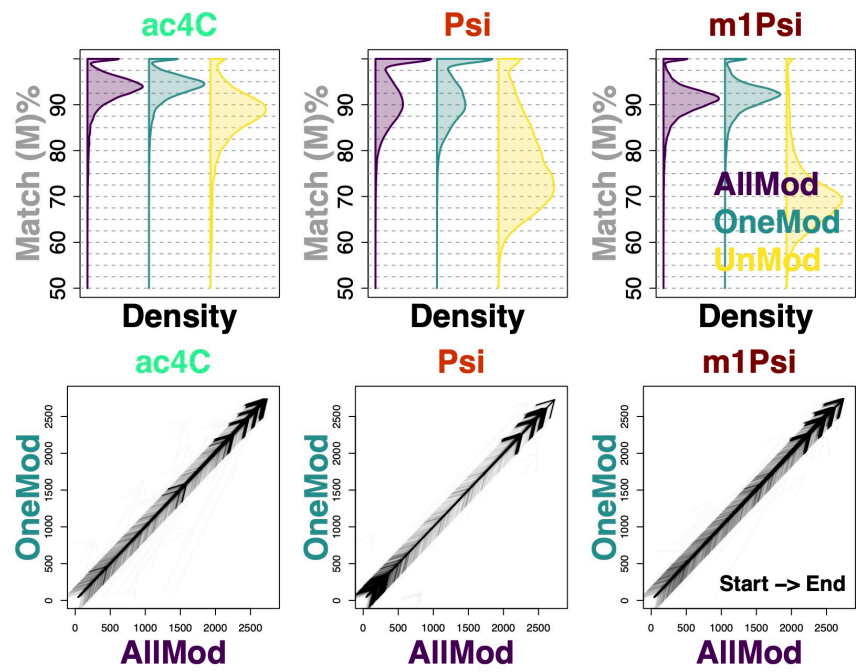 ac4C
Psi
m1Psi
Match (M)%
90
80
70
60
50
Match (M)%
90
80
70
60
50
Match (M)%
90
80
70
60
50
AllMod
OneMod
UnMod
Density
Density
Density
ac4C
Psi
m1Psi
OneMod
2500
2000
1500
1000
500
0
OneMod
2500
2000
1500
1000
500
0
OneMod
2500
2000
1500
1000
500
0
Start –> End
0 500 1000 1500 2000 2500
0 500 1000 1500 2000 2500
0 500 1000 1500 2000 2500
AllMod
AllMod
AllMod